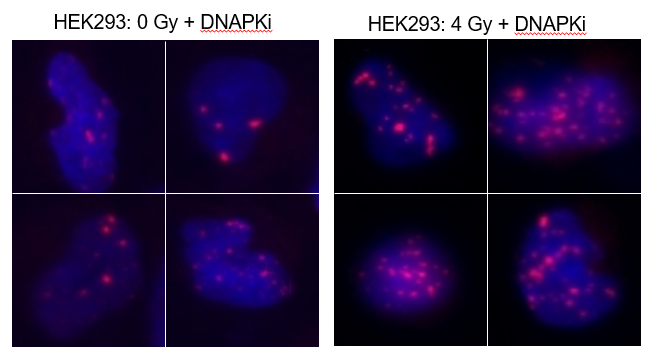 HEK293: 0 Gy + DNAPKi
HEK293: 4 Gy + DNAPKi